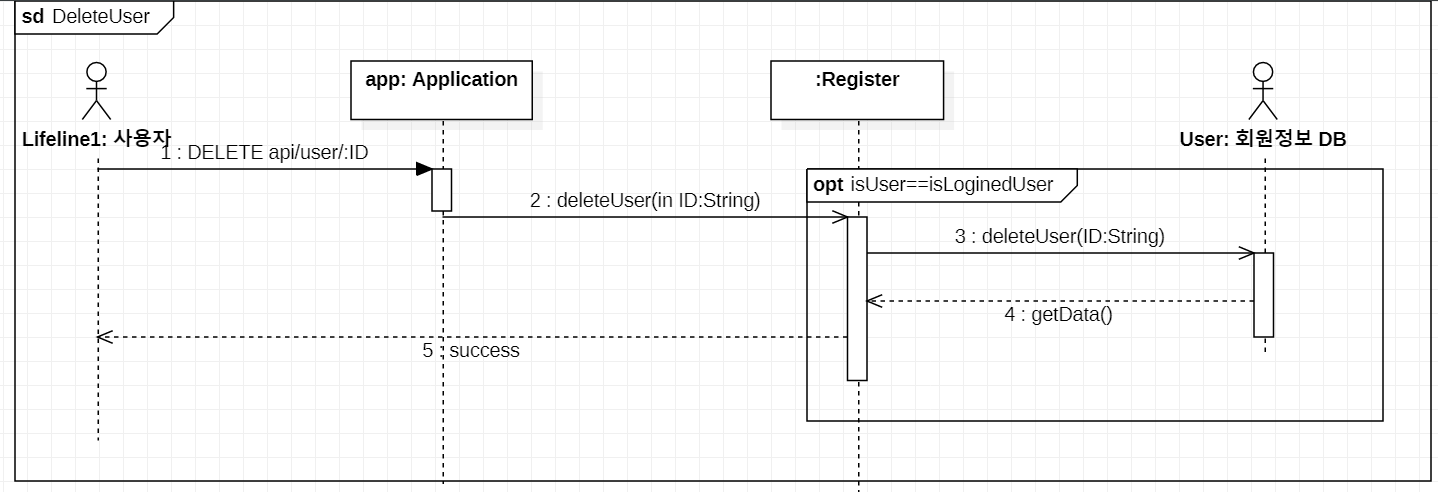 sd DeleteUser
app: Application
:Register
Lifeline1: 사용자
User: 회원정보 DB
1 : DELETE api/user/:ID
opt isUser==isLoginedUser
2 : deleteUser(in ID:String)
3 : deleteUser(ID:String)
4 : getData()
5 : success